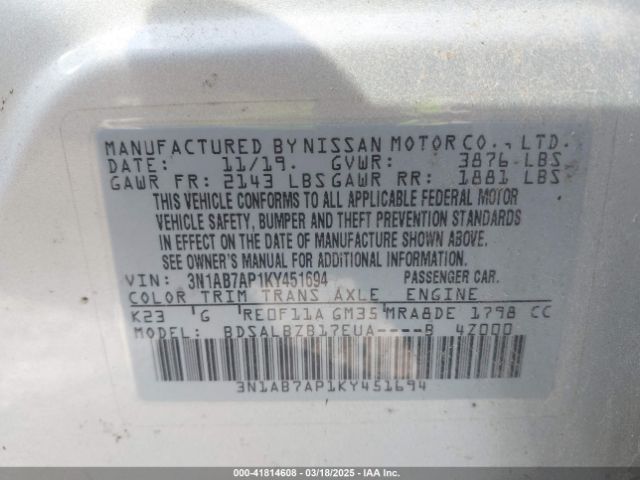 MANUFACTURED BY NISSAN MOTOR CO., LTD.
DATE: 11/19. GVWR: 3876 LBS.
GAWR FR: 2143 LBS GAWR RR: 1881 LBS
THIS VEHICLE CONFORMS TO ALL APPLICABLE FEDERAL MOTOR
VEHICLE SAFETY, BUMPER AND THEFT PREVENTION STANDARDS
IN EFFECT ON THE DATE OF MANUFACTURE SHOWN ABOVE.
SEE OWNER'S MANUAL FOR ADDITIONAL INFORMATION.
VIN: 3N1AB7AP1KY451694 PASSENGER CAR.
COLOR TRIM TRANS AXLE ENGINE
K23 G RE0F11A GM35 MRA8DE 1798 CC
MODEL: BDSALBZB17EUA----B 4Z000
3N1AB7AP1KY451694
000-41814608 | 03/18/2025 | IAA Inc.